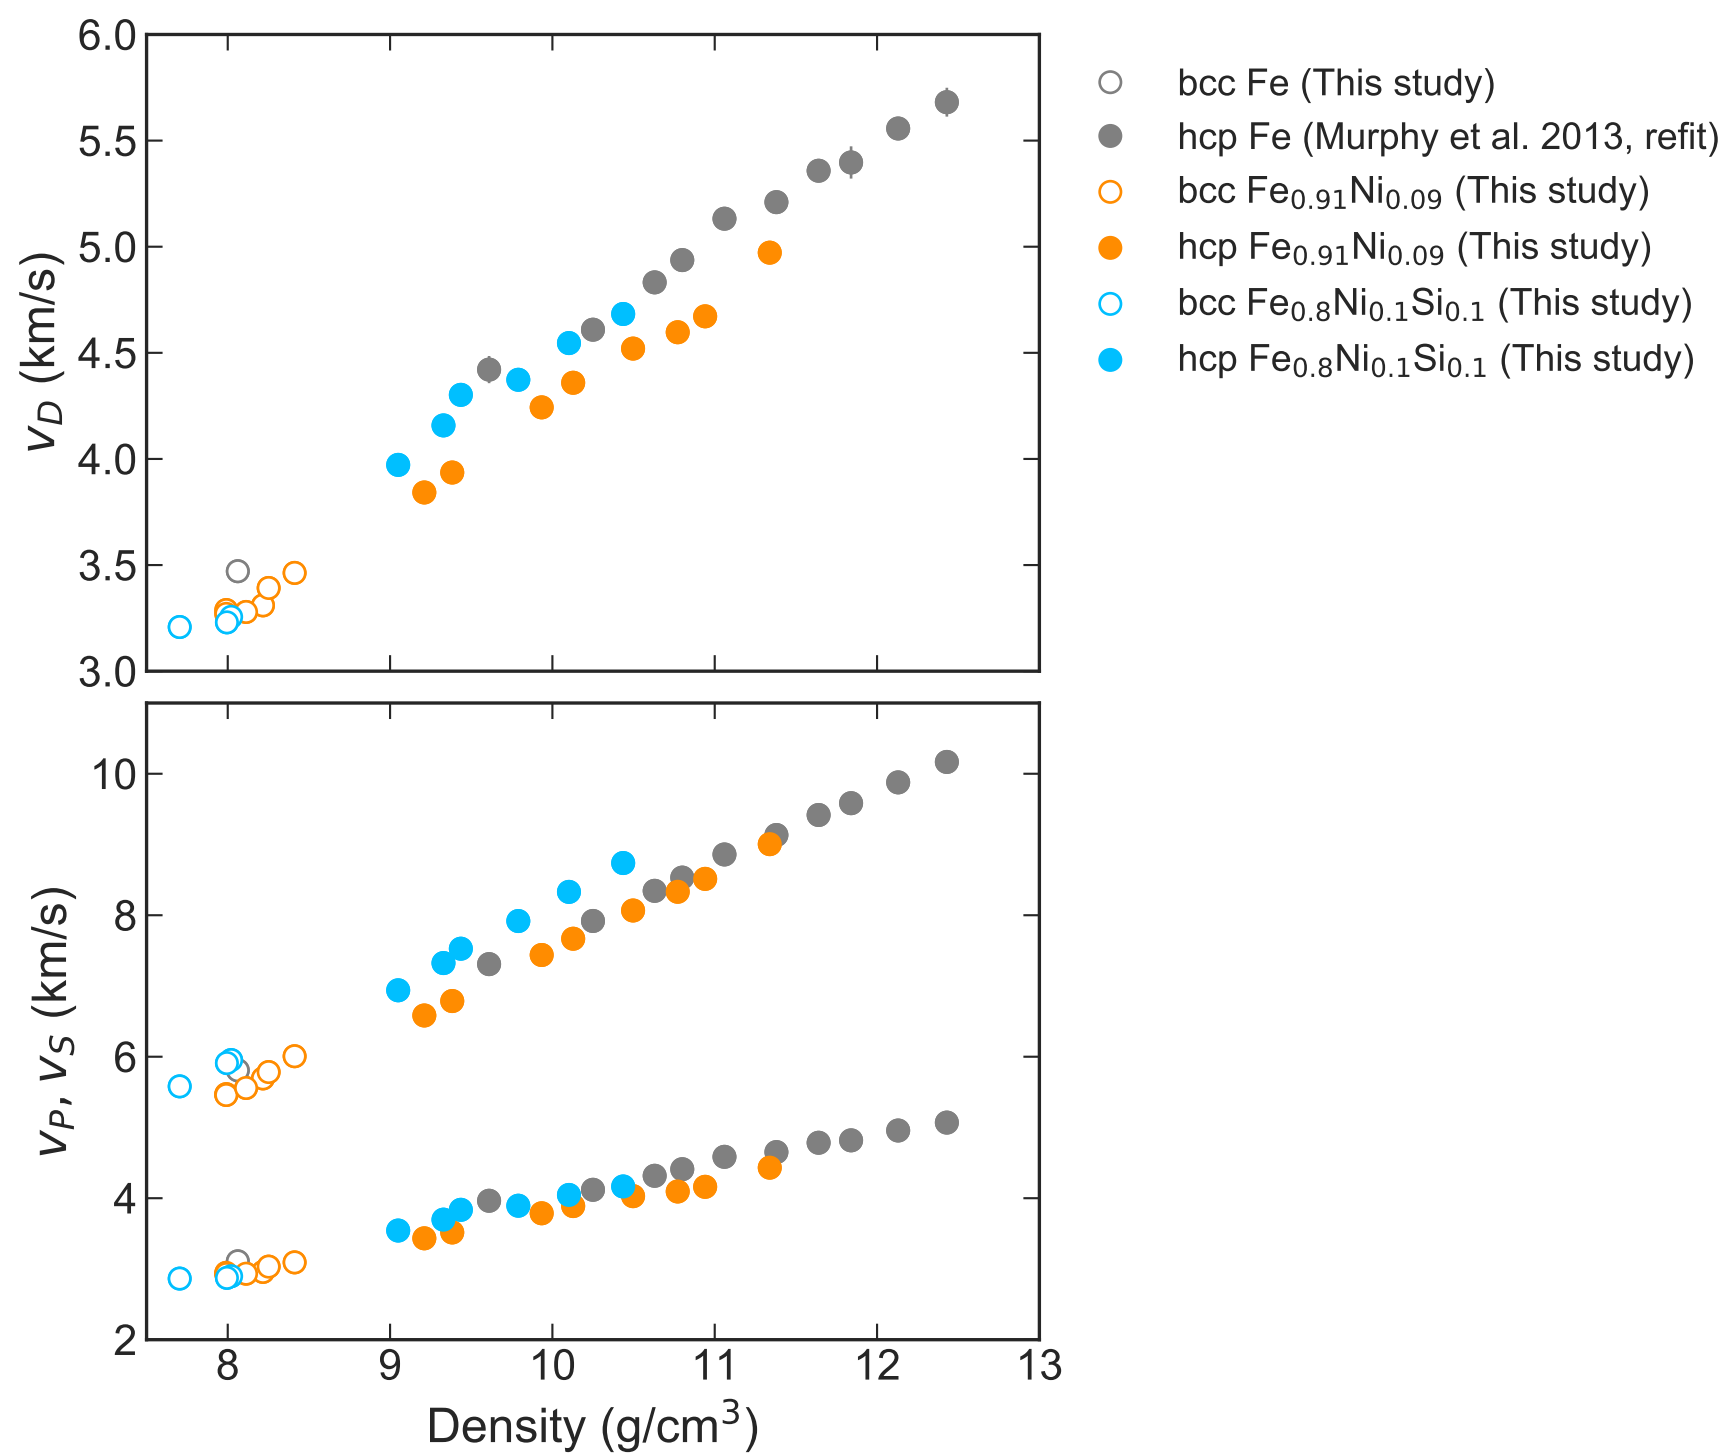 6.0
5.5
5.0
4.5
4.0
3.5
3.0
v_D (km/s)
bcc Fe (This study)
hcp Fe (Murphy et al. 2013, refit)
bcc Fe₀.₉₁Ni₀.₀₉ (This study)
hcp Fe₀.₉₁Ni₀.₀₉ (This study)
bcc Fe₀.₈Ni₀.₁Si₀.₁ (This study)
hcp Fe₀.₈Ni₀.₁Si₀.₁ (This study)
10
8
6
4
2
v_P, v_S (km/s)
8 9 10 11 12 13
Density (g/cm³)